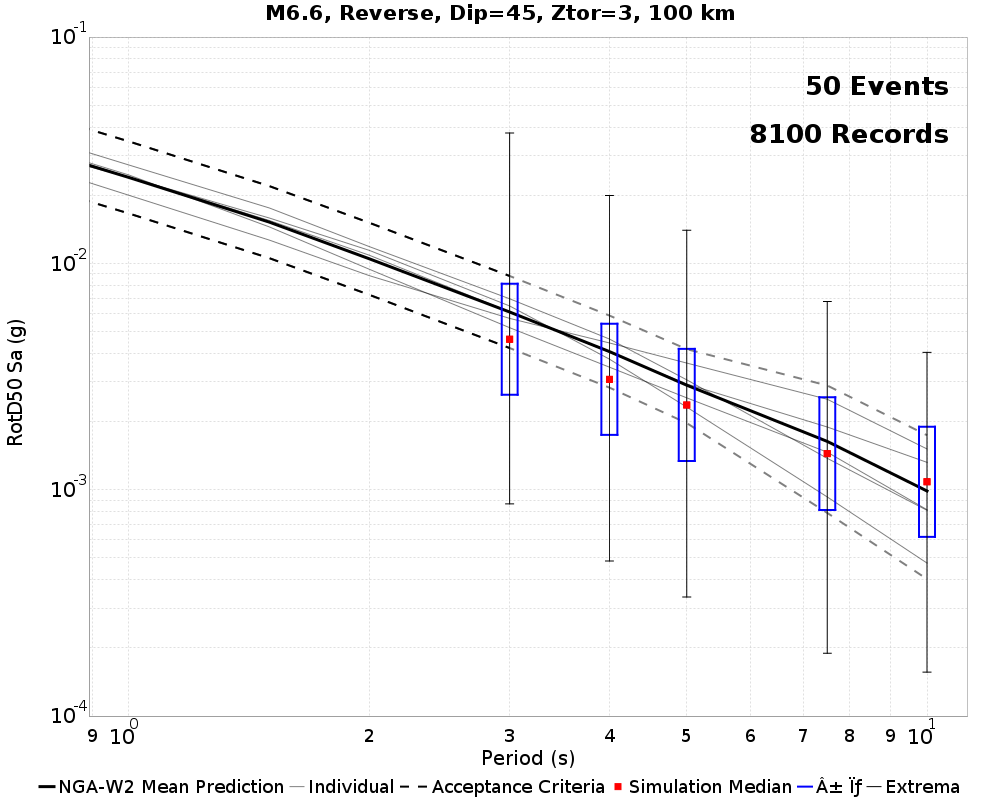 M6.6, Reverse, Dip=45, Ztor=3, 100 km
10-1
50 Events
8100 Records
10-2
RotD50 Sa (g)
10-3
10-4
9 100 2 3 4 5 6 7 8 9 101
Period (s)
NGA-W2 Mean Prediction Individual Acceptance Criteria Simulation Median Â± Ïƒ Extrema